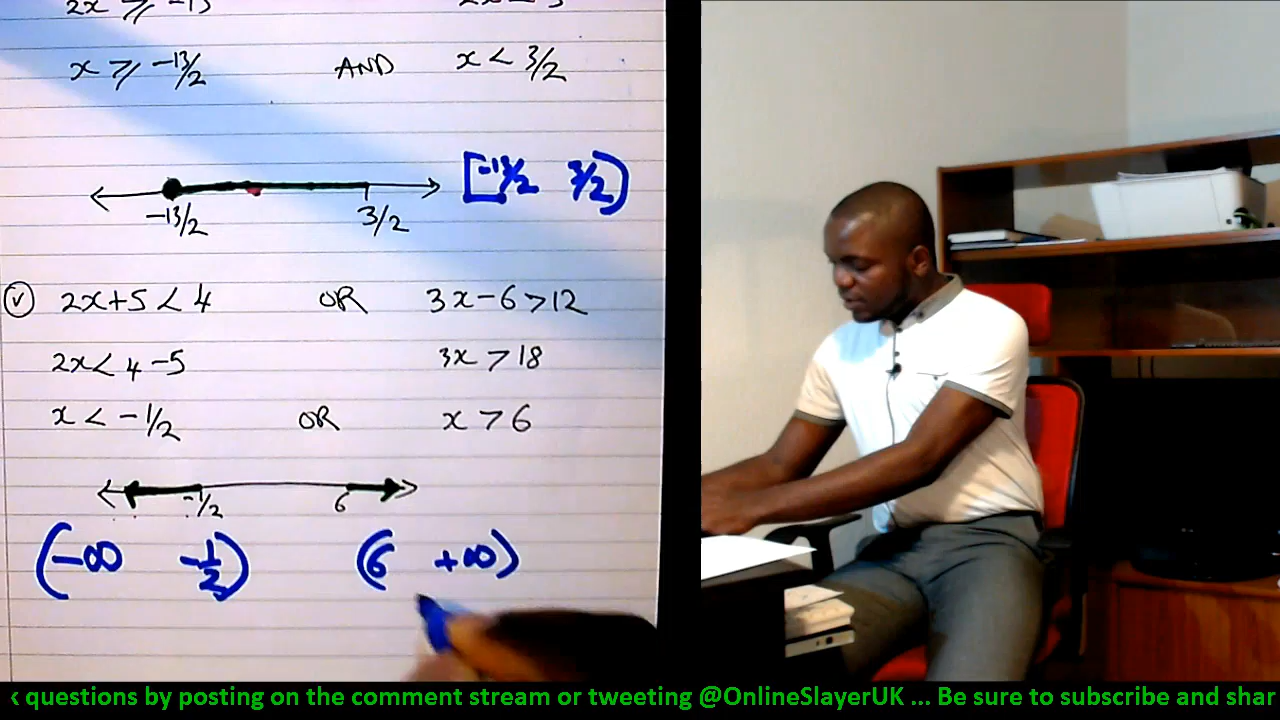 2x ⩾ -13
x ⩾ -13/2 AND x < 3/2
-13/2 3/2 [-13/2 3/2)
(v) 2x+5 < 4 OR 3x-6 > 12
2x < 4-5 3x > 18
x < -1/2 OR x > 6
-1/2 6
(-∞ -1/2) (6 +∞)
questions by posting on the comment stream or tweeting @OnlineSlayerUK ... Be sure to subscribe and shar